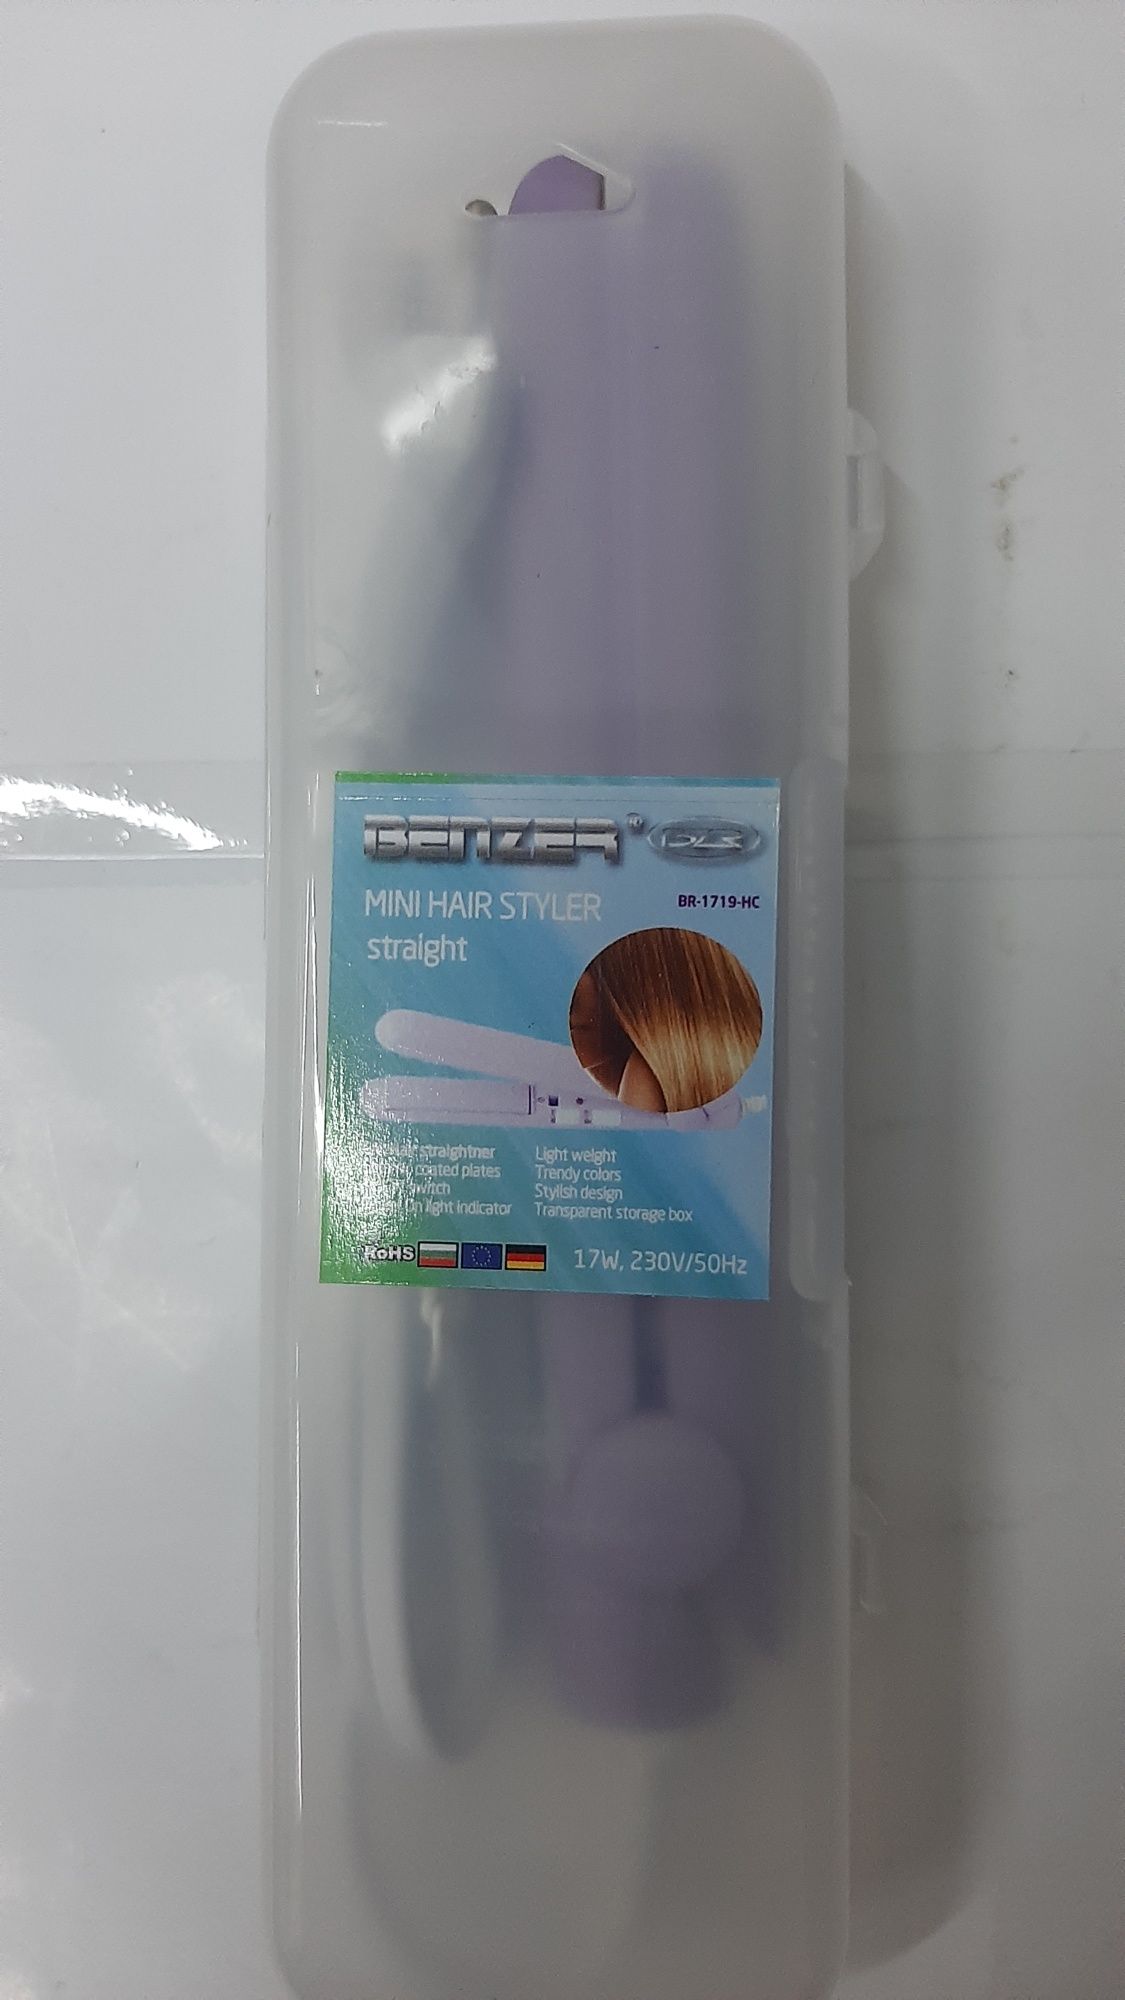 BENZER®
MINI HAIR STYLER
BR-1719-HC
straight
straightner
coated plates
light indicator
Light weight
Trendy colors
Stylish design
Transparent storage box
RoHS
17W, 230V/50Hz